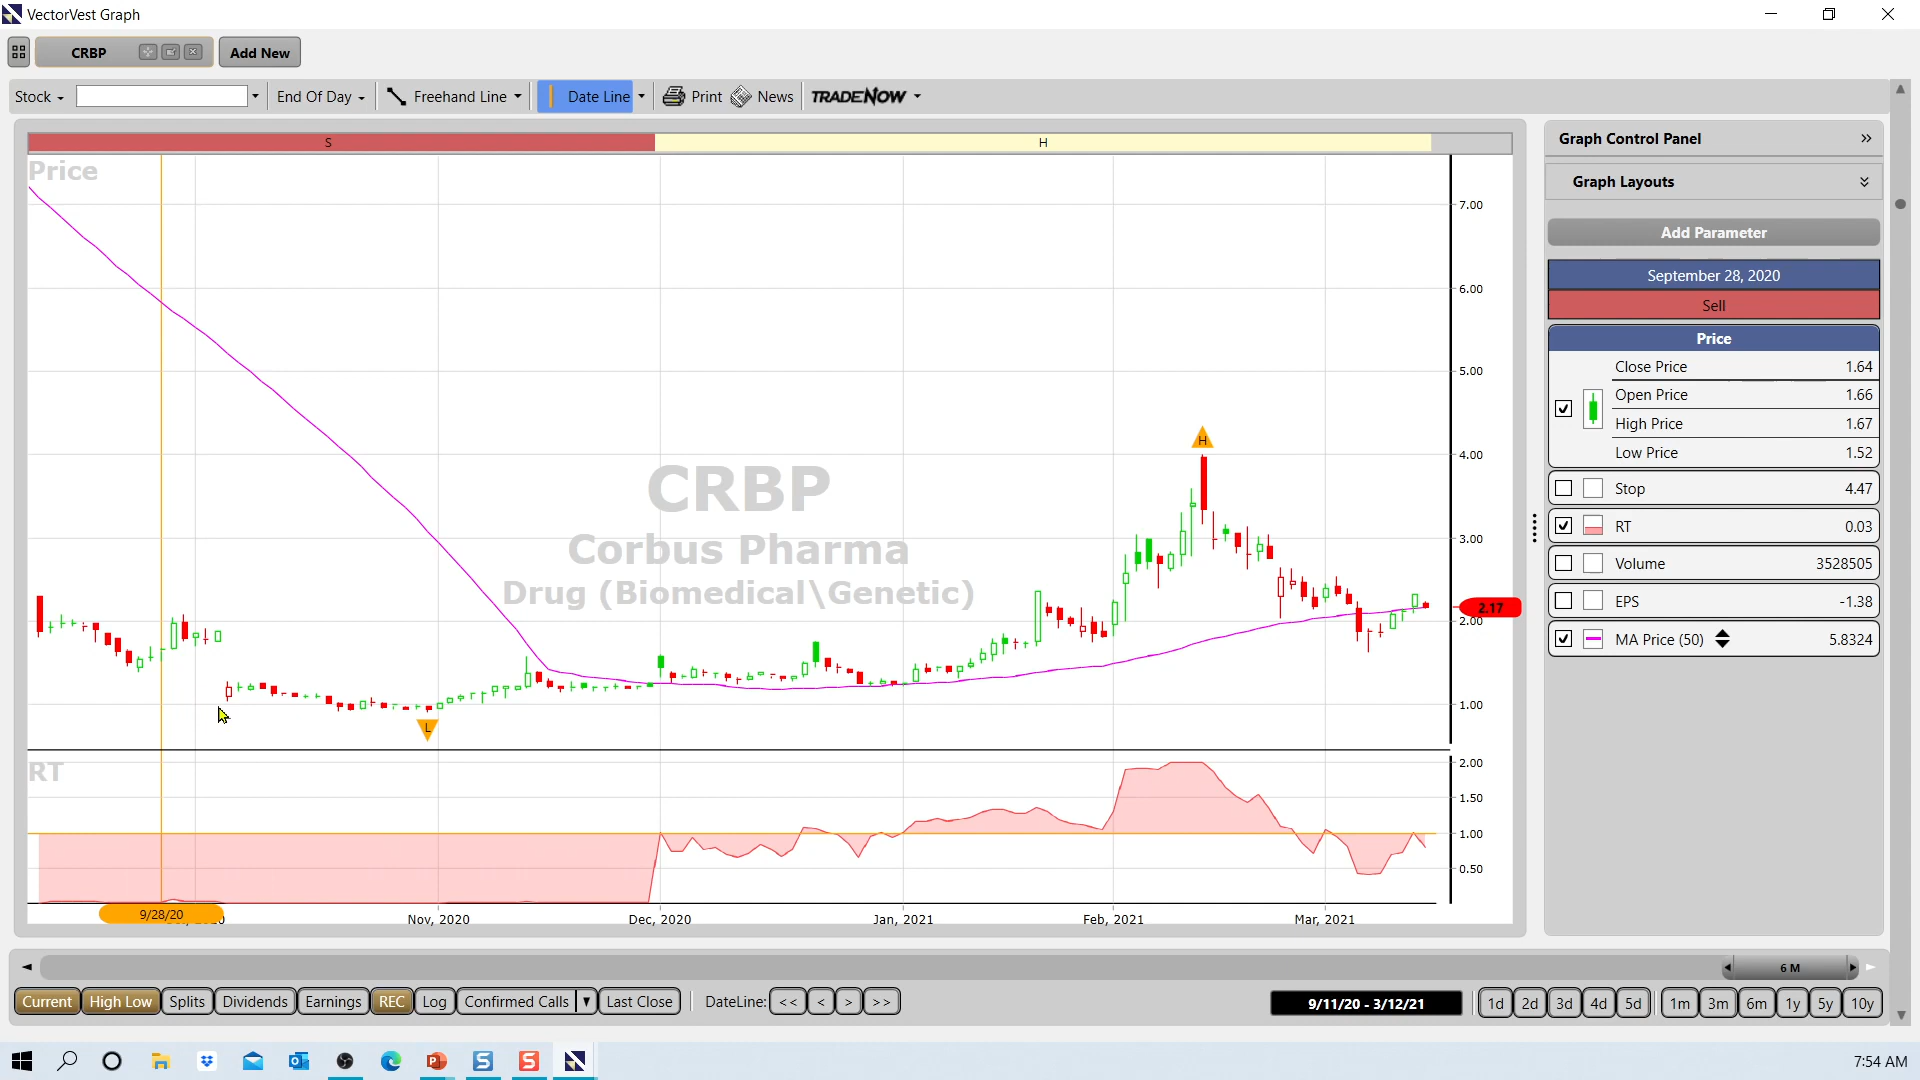 VectorVest Graph
CRBP
Add New
Stock
End Of Day
Freehand Line
Date Line
Print
News
TRADENOW
S
H
Price
7.00
6.00
5.00
4.00
3.00
2.00
1.00
2.17
H
L
CRBP
Corbus Pharma
Drug (Biomedical\Genetic)
RT
2.00
1.50
1.00
0.50
9/28/20
Nov, 2020
Dec, 2020
Jan, 2021
Feb, 2021
Mar, 2021
Graph Control Panel
Graph Layouts
Add Parameter
September 28, 2020
Sell
Price
Close Price 1.64
Open Price 1.66
High Price 1.67
Low Price 1.52
Stop 4.47
RT 0.03
Volume 3528505
EPS -1.38
MA Price (50) 5.8324
6 M
Current High Low Splits Dividends Earnings REC Log Confirmed Calls Last Close DateLine: << < > >> 9/11/20 - 3/12/21 1d 2d 3d 4d 5d 1m 3m 6m 1y 5y 10y
7:54 AM